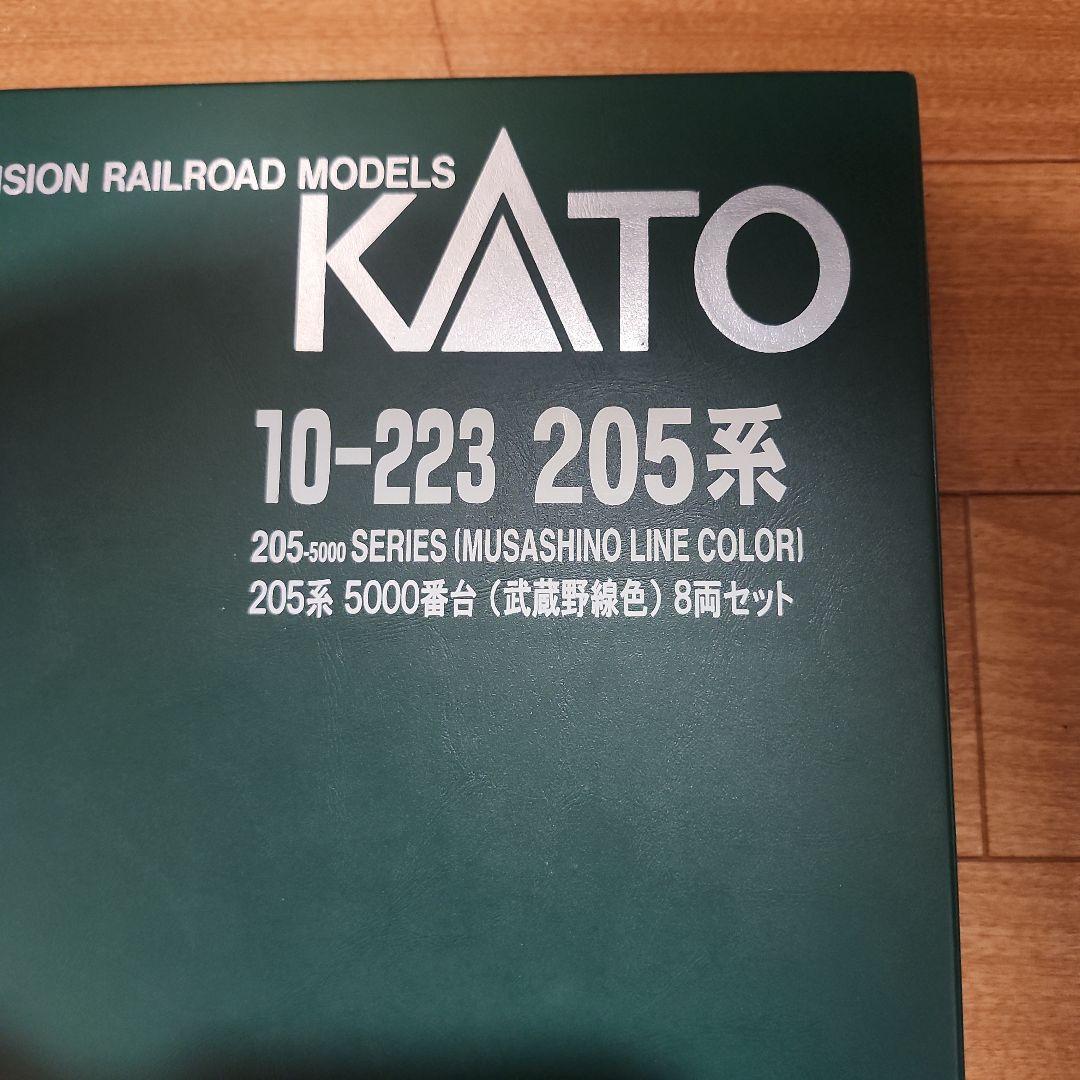 ISION RAILROAD MODELS
KATO
10-223 205系
205-5000 SERIES (MUSASHINO LINE COLOR)
205系 5000番台 (武蔵野線色) 8両セット